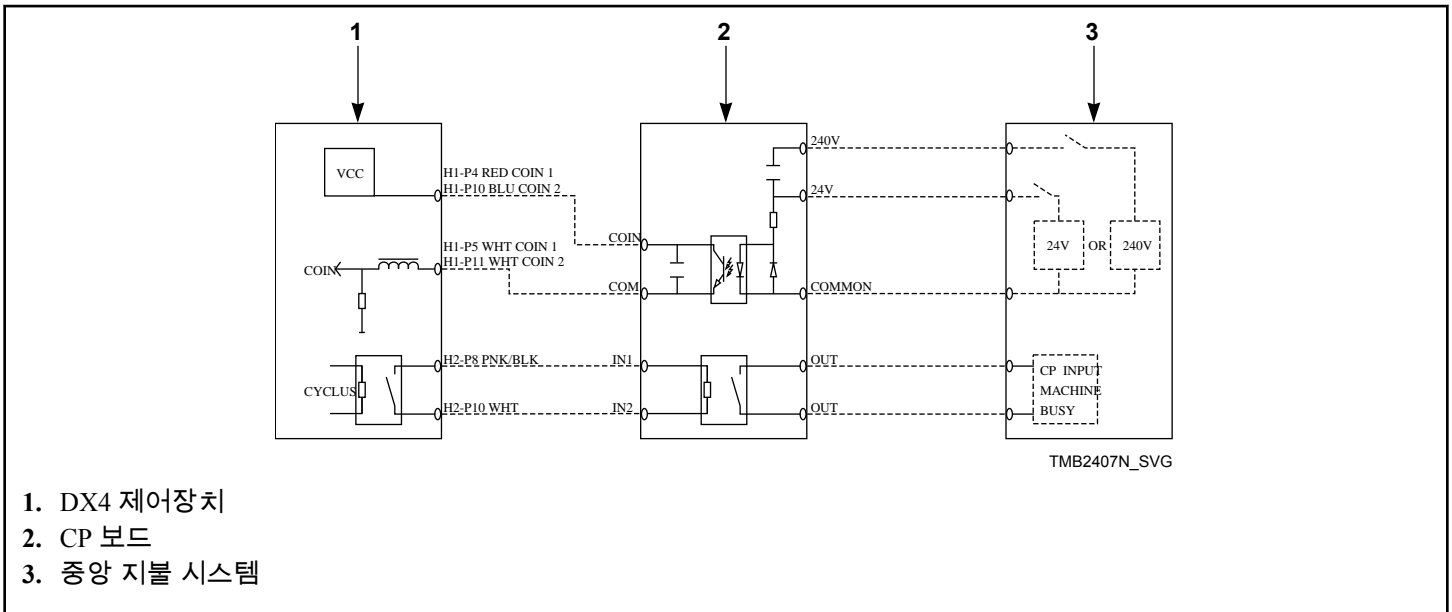 1 2 3
VCC
H1-P4 RED COIN 1
H1-P10 BLU COIN 2
COIN
H1-P5 WHT COIN 1
H1-P11 WHT COIN 2
CYCLUS
H2-P8 PNK/BLK
H2-P10 WHT
COIN
COM
IN1
IN2
240V
24V
COMMON
OUT
OUT
24V OR 240V
CP INPUT
MACHINE
BUSY
TMB2407N_SVG
1. DX4 제어장치
2. CP 보드
3. 중앙 지불 시스템